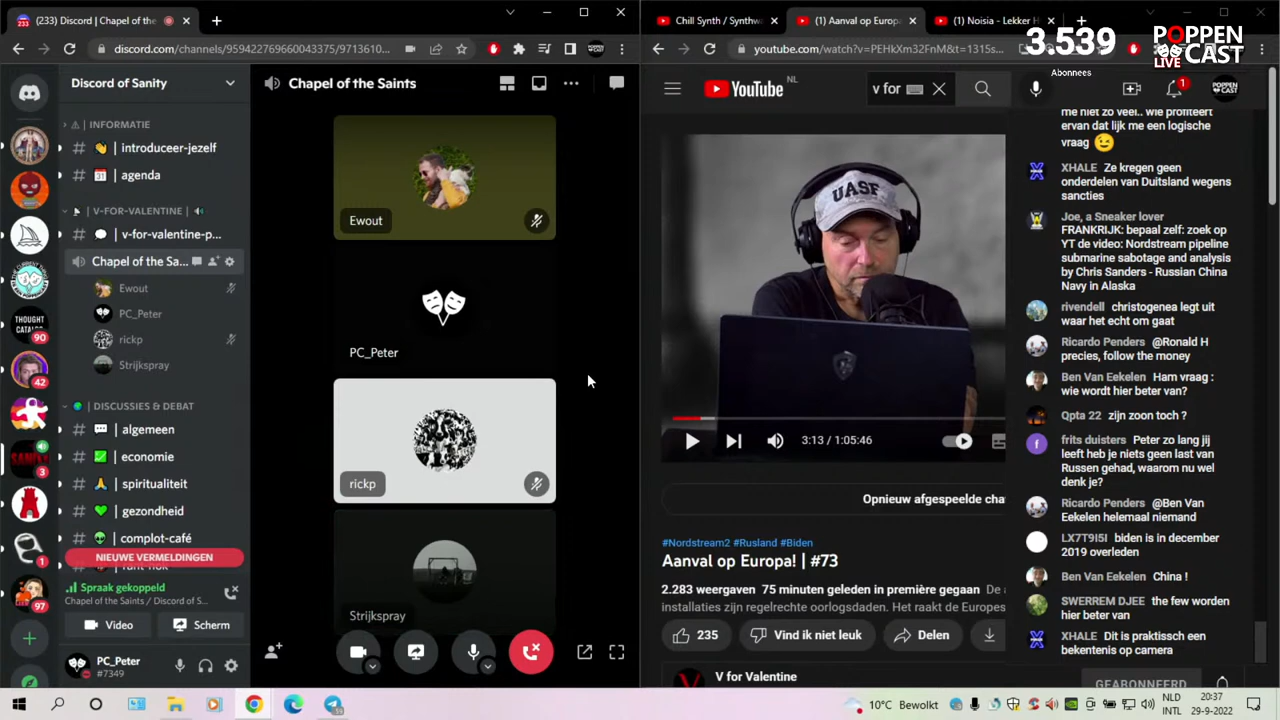 (233) Discord | Chapel of the
discord.com/channels/959427696600043375/9713610...
Discord of Sanity
| INFORMATIE
| introduceer-jezelf
| agenda
| V-FOR-VALENTINE |
| v-for-valentine-p...
Chapel of the Sa...
Ewout
PC_Peter
rickp
Strijkspray
| DISCUSSIES & DEBAT
| algemeen
| economie
| spiritualiteit
| gezondheid
| complot-café
NIEUWE VERMELDINGEN
Spraak gekoppeld
Chapel of the Saints / Discord of S...
Video
Scherm
PC_Peter
#7349
THOUGHT
CATALOG
90
42
3
1
97
Chapel of the Saints
Ewout
PC_Peter
rickp
Strijkspray
Chill Synth / Synthw
(1) Aanval op Europa
(1) Noisia - Lekker H
youtube.com/watch?v=PEHkXm32FnM&t=1315s...
3.539
Abonnees
POPPEN
CAST
LIVE
YouTube
NL
v for
1
UASF
3:13 / 1:05:46
Opnieuw afgespeelde cha
#Nordstream2 #Rusland #Biden
Aanval op Europa! | #73
2.283 weergaven 75 minuten geleden in première gegaan De a
installaties zijn regelrechte oorlogsdaden. Het raakt de Europes
235
Vind ik niet leuk
Delen
V for Valentine
GEABONNEERD
me niet zo veel.. wie profiteert
ervan dat lijk me een logische
vraag 😉
XHALE Ze kregen geen
onderdelen van Duitsland wegens
sancties
Joe, a Sneaker lover
FRANKRIJK: bepaal zelf: zoek op
YT de video: Nordstream pipeline
submarine sabotage and analysis
by Chris Sanders - Russian China
Navy in Alaska
rivendell christogenea legt uit
waar het echt om gaat
Ricardo Penders @Ronald H
precies, follow the money
Ben Van Eekelen Ham vraag :
wie wordt hier beter van?
Qpta 22 zijn zoon toch ?
frits duisters Peter zo lang jij
leeft heb je niets geen last van
Russen gehad, waarom nu wel
denk je?
Ricardo Penders @Ben Van
Eekelen helemaal niemand
LX7T9I5I biden is in december
2019 overleden
Ben Van Eekelen China !
SWERREM DJEE the few worden
hier beter van
XHALE Dit is praktissch een
bekentenis op camera
10°C Bewolkt
NLD
INTL
20:37
29-9-2022